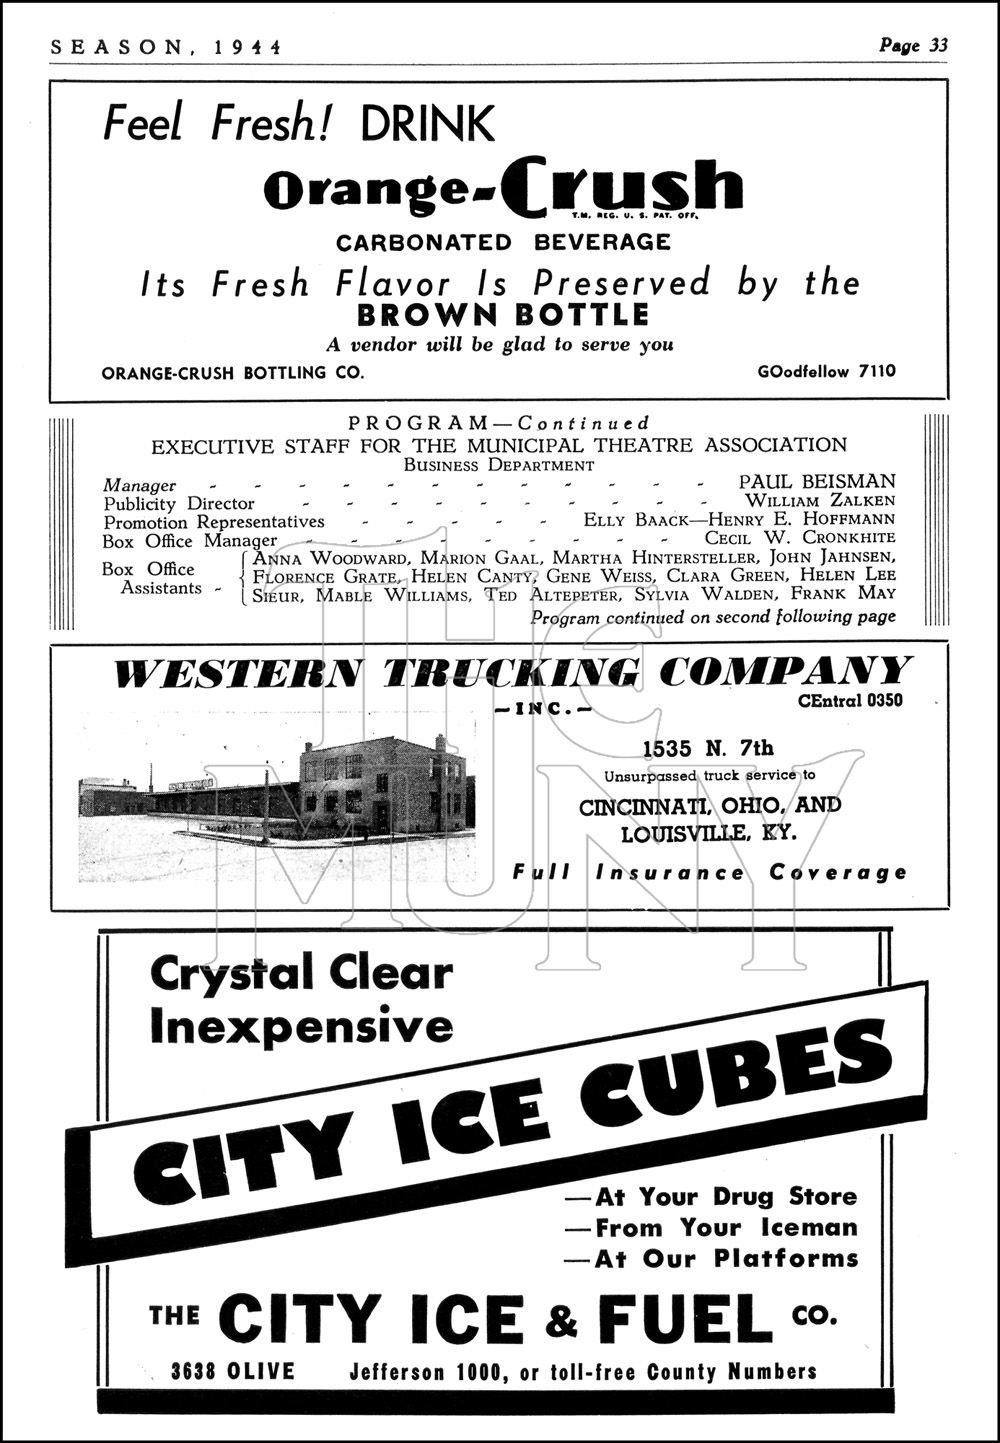 SEASON, 1944 Page 33
Feel Fresh! DRINK
Orange-Crush
T.M. REG. U. S. PAT. OFF.
CARBONATED BEVERAGE
Its Fresh Flavor Is Preserved by the
BROWN BOTTLE
A vendor will be glad to serve you
ORANGE-CRUSH BOTTLING CO. GOodfellow 7110
PROGRAM—Continued
EXECUTIVE STAFF FOR THE MUNICIPAL THEATRE ASSOCIATION
BUSINESS DEPARTMENT
Manager - - - - - - - - - - - - PAUL BEISMAN
Publicity Director - - - - - - - - - - WILLIAM ZALKEN
Promotion Representatives - - - - - ELLY BAACK—HENRY E. HOFFMANN
Box Office Manager - - - - - - - - - CECIL W. CRONKHITE
Box Office Assistants - { ANNA WOODWARD, MARION GAAL, MARTHA HINTERSTELLER, JOHN JAHNSEN,
FLORENCE GRATE, HELEN CANTY, GENE WEISS, CLARA GREEN, HELEN LEE
SIEUR, MABLE WILLIAMS, TED ALTEPETER, SYLVIA WALDEN, FRANK MAY
Program continued on second following page
WESTERN TRUCKING COMPANY
—INC.—
CEntral 0350
1535 N. 7th
Unsurpassed truck service to
CINCINNATI, OHIO, AND
LOUISVILLE, KY.
Full Insurance Coverage
The
MUNY
Crystal Clear
Inexpensive
CITY ICE CUBES
—At Your Drug Store
—From Your Iceman
—At Our Platforms
THE CITY ICE & FUEL CO.
3638 OLIVE Jefferson 1000, or toll-free County Numbers